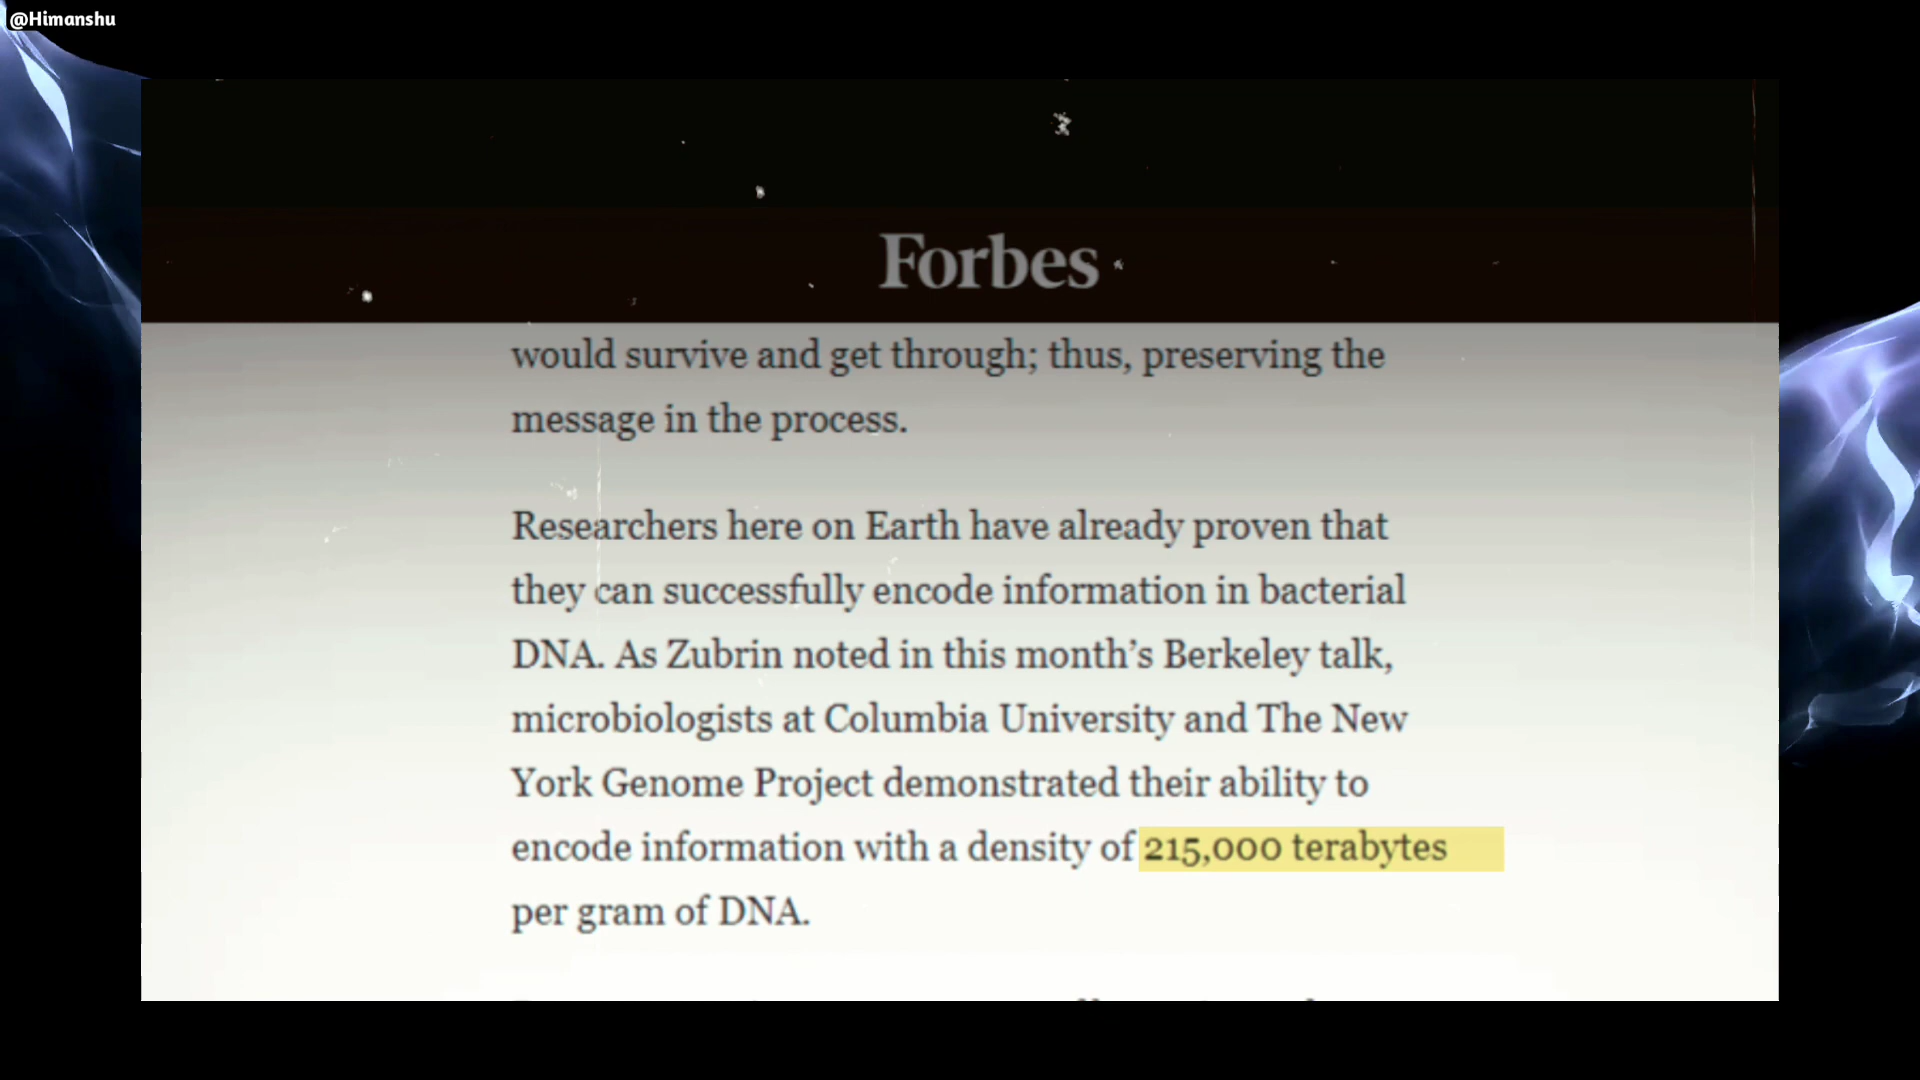 @Himanshu
Forbes
would survive and get through; thus, preserving the
message in the process.
Researchers here on Earth have already proven that
they can successfully encode information in bacterial
DNA. As Zubrin noted in this month’s Berkeley talk,
microbiologists at Columbia University and The New
York Genome Project demonstrated their ability to
encode information with a density of 215,000 terabytes
per gram of DNA.